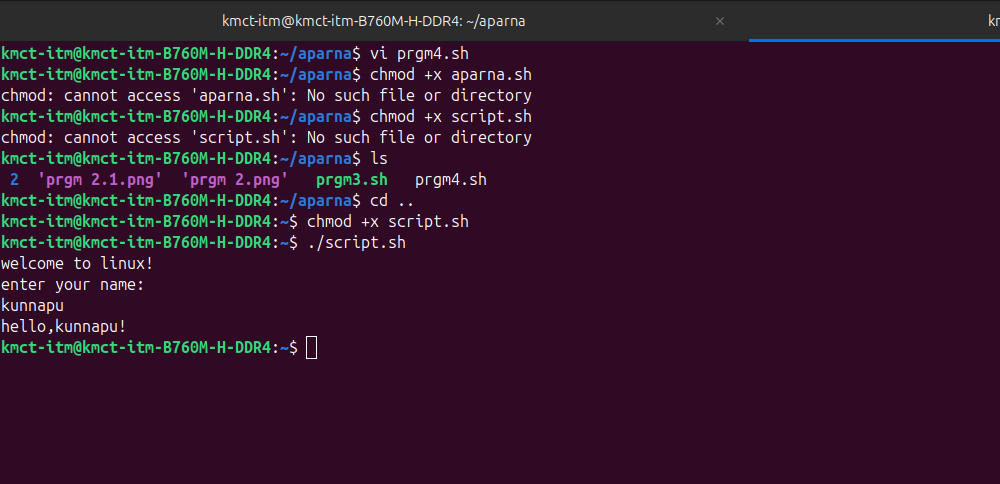 kmct-itm@kmct-itm-B760M-H-DDR4: ~/aparna × k
kmct-itm@kmct-itm-B760M-H-DDR4:~/aparna$ vi prgm4.sh
kmct-itm@kmct-itm-B760M-H-DDR4:~/aparna$ chmod +x aparna.sh
chmod: cannot access 'aparna.sh': No such file or directory
kmct-itm@kmct-itm-B760M-H-DDR4:~/aparna$ chmod +x script.sh
chmod: cannot access 'script.sh': No such file or directory
kmct-itm@kmct-itm-B760M-H-DDR4:~/aparna$ ls
2 'prgm 2.1.png' 'prgm 2.png' prgm3.sh prgm4.sh
kmct-itm@kmct-itm-B760M-H-DDR4:~/aparna$ cd ..
kmct-itm@kmct-itm-B760M-H-DDR4:~$ chmod +x script.sh
kmct-itm@kmct-itm-B760M-H-DDR4:~$ ./script.sh
welcome to linux!
enter your name:
kunnapu
hello,kunnapu!
kmct-itm@kmct-itm-B760M-H-DDR4:~$